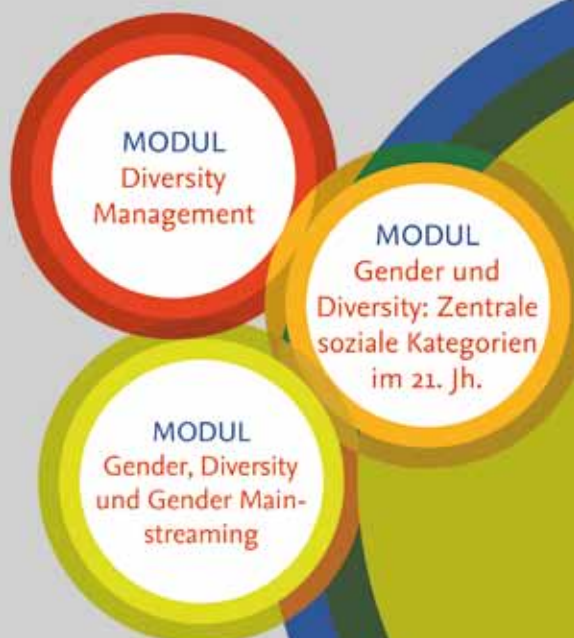 MODUL
Diversity
Management
MODUL
Gender und
Diversity: Zentrale
soziale Kategorien
im 21. Jh.
MODUL
Gender, Diversity
und Gender Main-
streaming